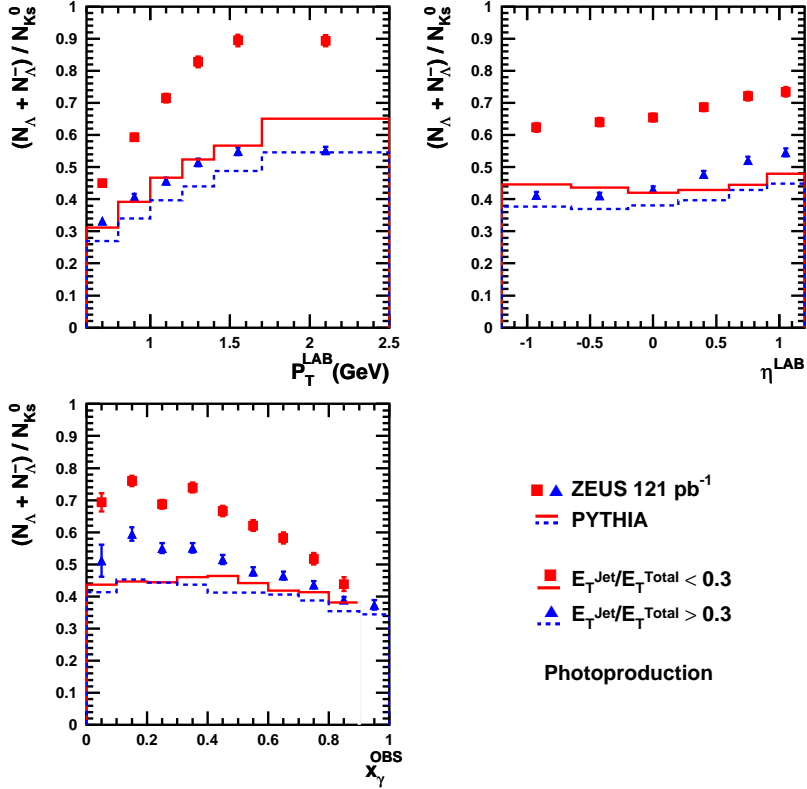 (N_Λ + N_Λ̄) / N_Ks^0
1
0.9
0.8
0.7
0.6
0.5
0.4
0.3
0.2
0.1
0
1 1.5 2 2.5
P_T^LAB (GeV)
(N_Λ + N_Λ̄) / N_Ks^0
1
0.9
0.8
0.7
0.6
0.5
0.4
0.3
0.2
0.1
0
-1 -0.5 0 0.5 1
η^LAB
(N_Λ + N_Λ̄) / N_Ks^0
1
0.9
0.8
0.7
0.6
0.5
0.4
0.3
0.2
0.1
0
0 0.2 0.4 0.6 0.8 1
x_γ^OBS
ZEUS 121 pb^-1
PYTHIA
E_T^Jet/E_T^Total < 0.3
E_T^Jet/E_T^Total > 0.3
Photoproduction